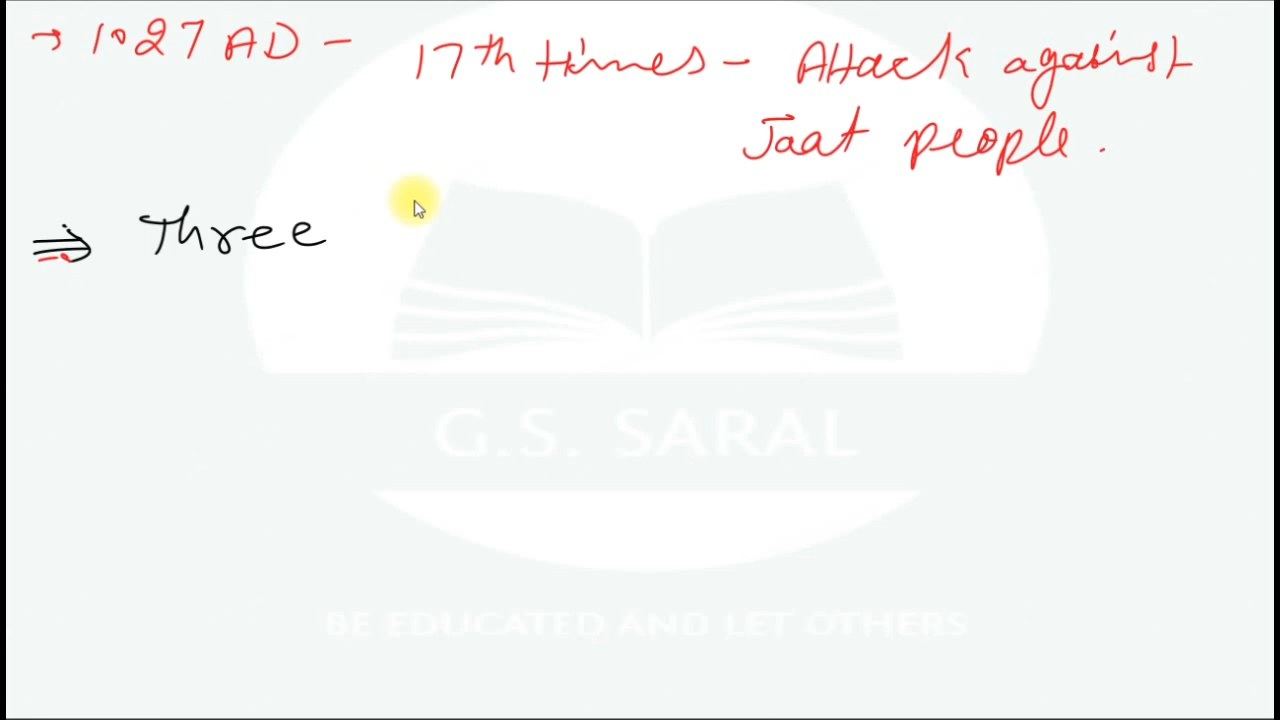 → 1027 AD - 17th times - Attack against
Jaat people.
⇒ Three
G.S. SARAL
BE EDUCATED AND LET OTHERS